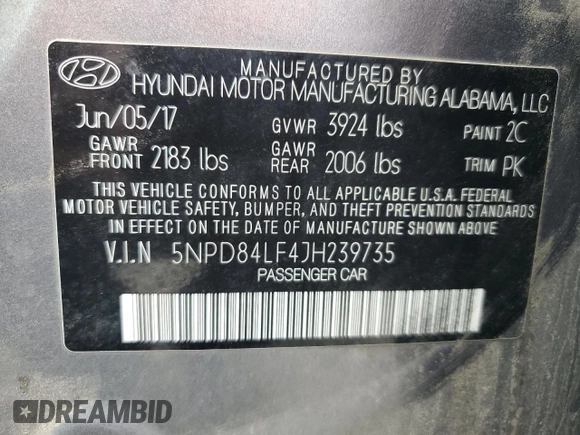 MANUFACTURED BY
HYUNDAI MOTOR MANUFACTURING ALABAMA, LLC
Jun/05/17 GVWR 3924 lbs PAINT 2C
GAWR FRONT 2183 lbs GAWR REAR 2006 lbs TRIM PK
THIS VEHICLE CONFORMS TO ALL APPLICABLE U.S.A. FEDERAL
MOTOR VEHICLE SAFETY, BUMPER, AND THEFT PREVENTION STANDARDS
IN EFFECT ON THE DATE OF MANUFACTURE SHOWN ABOVE.
V.I.N 5NPD84LF4JH239735
PASSENGER CAR
DREAMBID